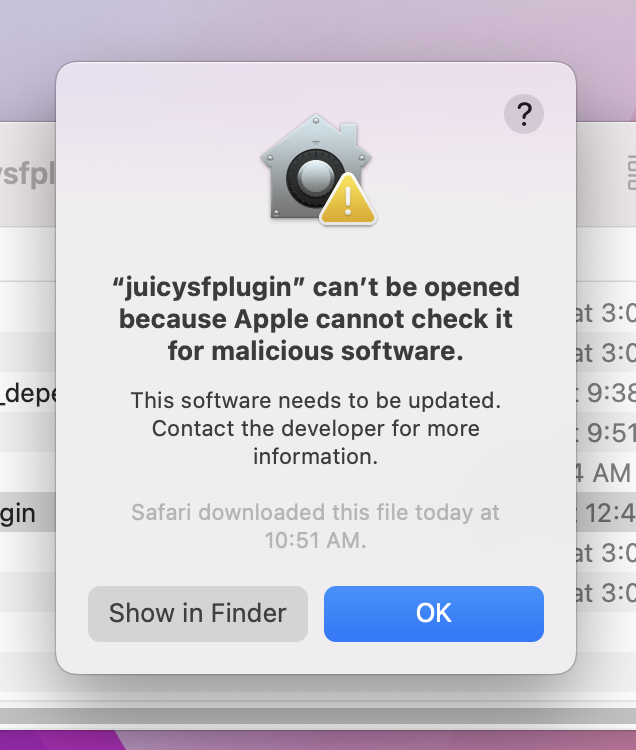 ?
ysfpl
“juicysfplugin” can’t be opened
because Apple cannot check it
for malicious software.
at 3:0
at 3:0
_depe
: 9:38
This software needs to be updated.
Contact the developer for more
information.
: 9:51
4 AM
gin
: 12:4
Safari downloaded this file today at
10:51 AM.
at 3:0
at 3:0
Show in Finder
OK